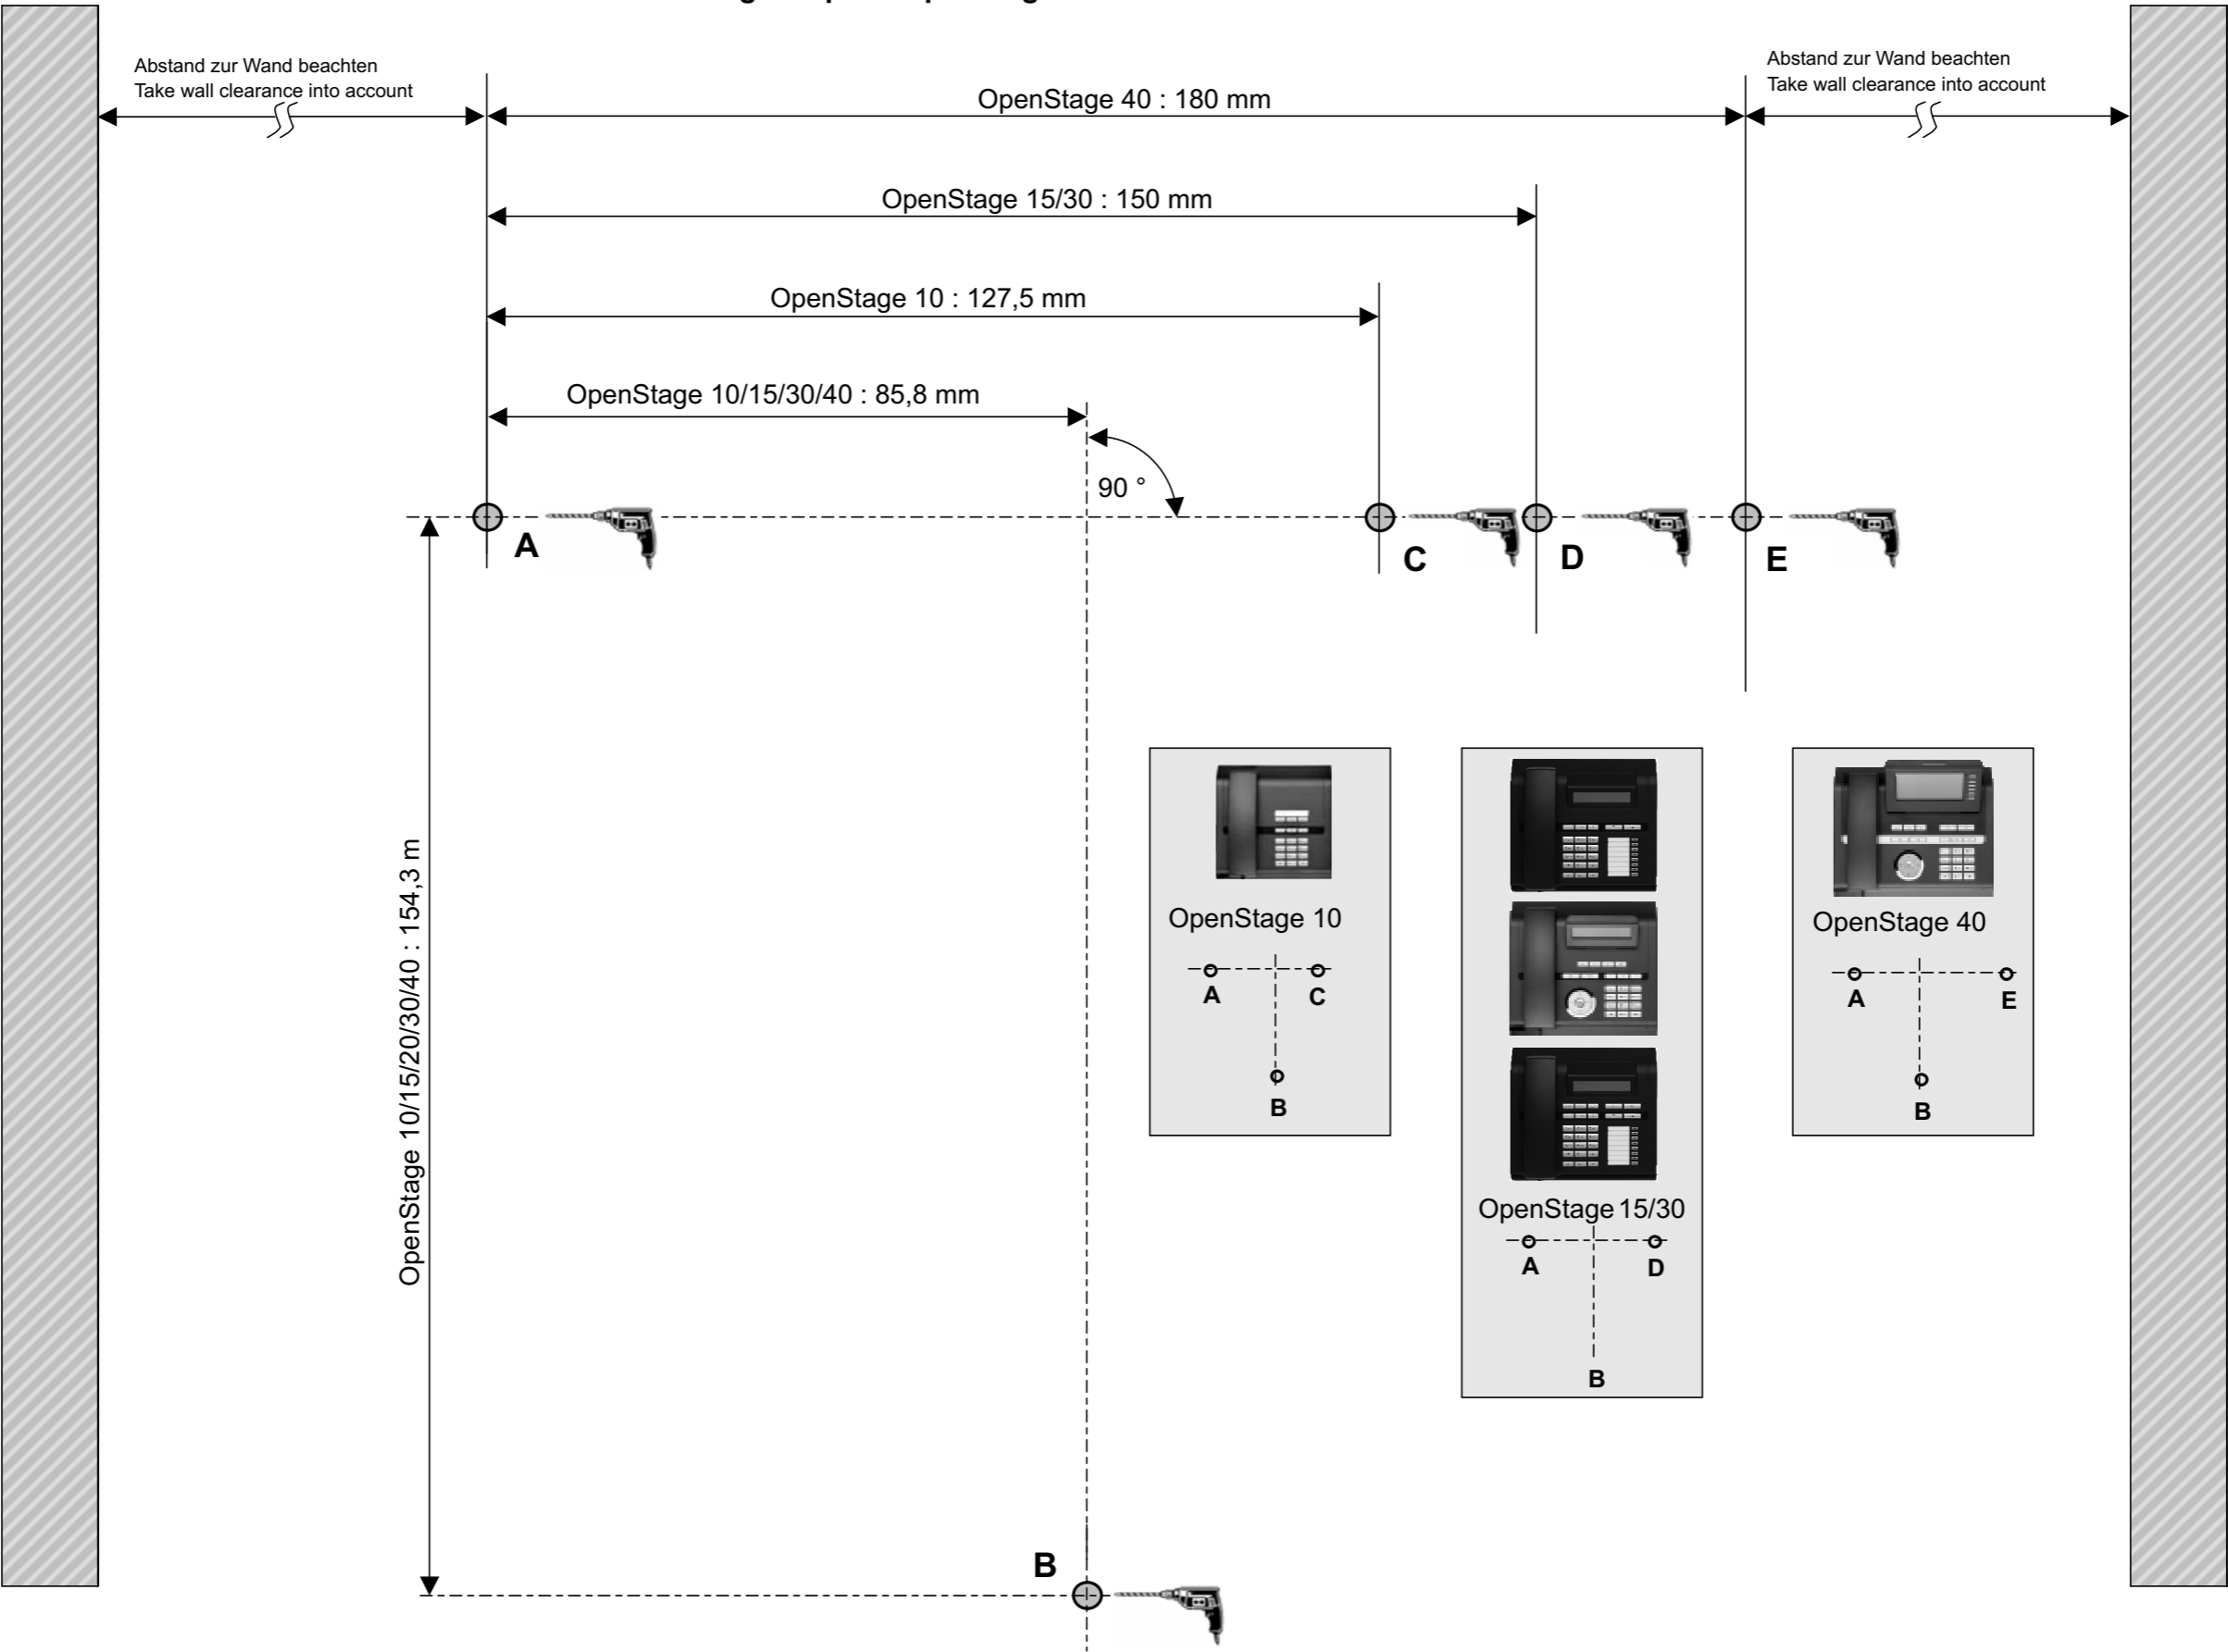 Abstand zur Wand beachten
Take wall clearance into account
Abstand zur Wand beachten
Take wall clearance into account
OpenStage 40 : 180 mm
OpenStage 15/30 : 150 mm
OpenStage 10 : 127,5 mm
OpenStage 10/15/30/40 : 85,8 mm
90 °
A
C
D
E
OpenStage 10/15/20/30/40 : 154,3 m
OpenStage 10
A
C
B
OpenStage 15/30
A
D
B
OpenStage 40
A
E
B
B